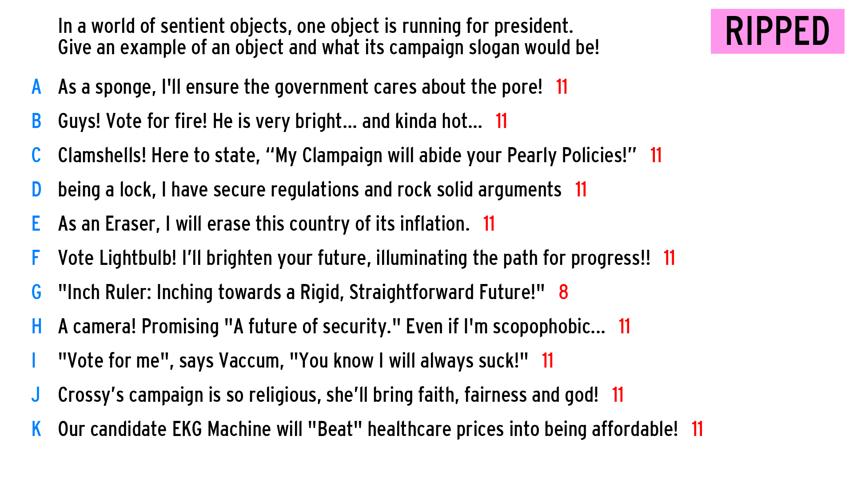 In a world of sentient objects, one object is running for president.
Give an example of an object and what its campaign slogan would be!
RIPPED
A As a sponge, I'll ensure the government cares about the pore! 11
B Guys! Vote for fire! He is very bright... and kinda hot... 11
C Clamshells! Here to state, “My Clampaign will abide your Pearly Policies!” 11
D being a lock, I have secure regulations and rock solid arguments 11
E As an Eraser, I will erase this country of its inflation. 11
F Vote Lightbulb! I’ll brighten your future, illuminating the path for progress!! 11
G "Inch Ruler: Inching towards a Rigid, Straightforward Future!" 8
H A camera! Promising "A future of security." Even if I'm scopophobic... 11
I "Vote for me", says Vaccum, "You know I will always suck!" 11
J Crossy’s campaign is so religious, she’ll bring faith, fairness and god! 11
K Our candidate EKG Machine will "Beat" healthcare prices into being affordable! 11